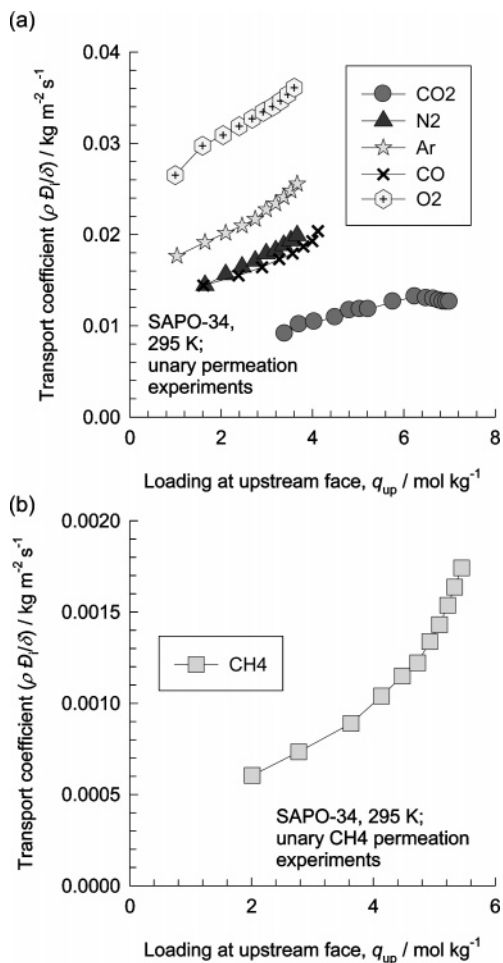 (a)
0.04
0.03
0.02
0.01
0.00
Transport coefficient (ρ Đᵢ/δ) / kg m⁻² s⁻¹
CO2
N2
Ar
CO
O2
SAPO-34,
295 K;
unary permeation
experiments
0 2 4 6 8
Loading at upstream face, q_up / mol kg⁻¹
(b)
0.0020
0.0015
0.0010
0.0005
0.0000
Transport coefficient (ρ Đᵢ/δ) / kg m⁻² s⁻¹
CH4
SAPO-34, 295 K;
unary CH4 permeation
experiments
0 2 4 6
Loading at upstream face, q_up / mol kg⁻¹